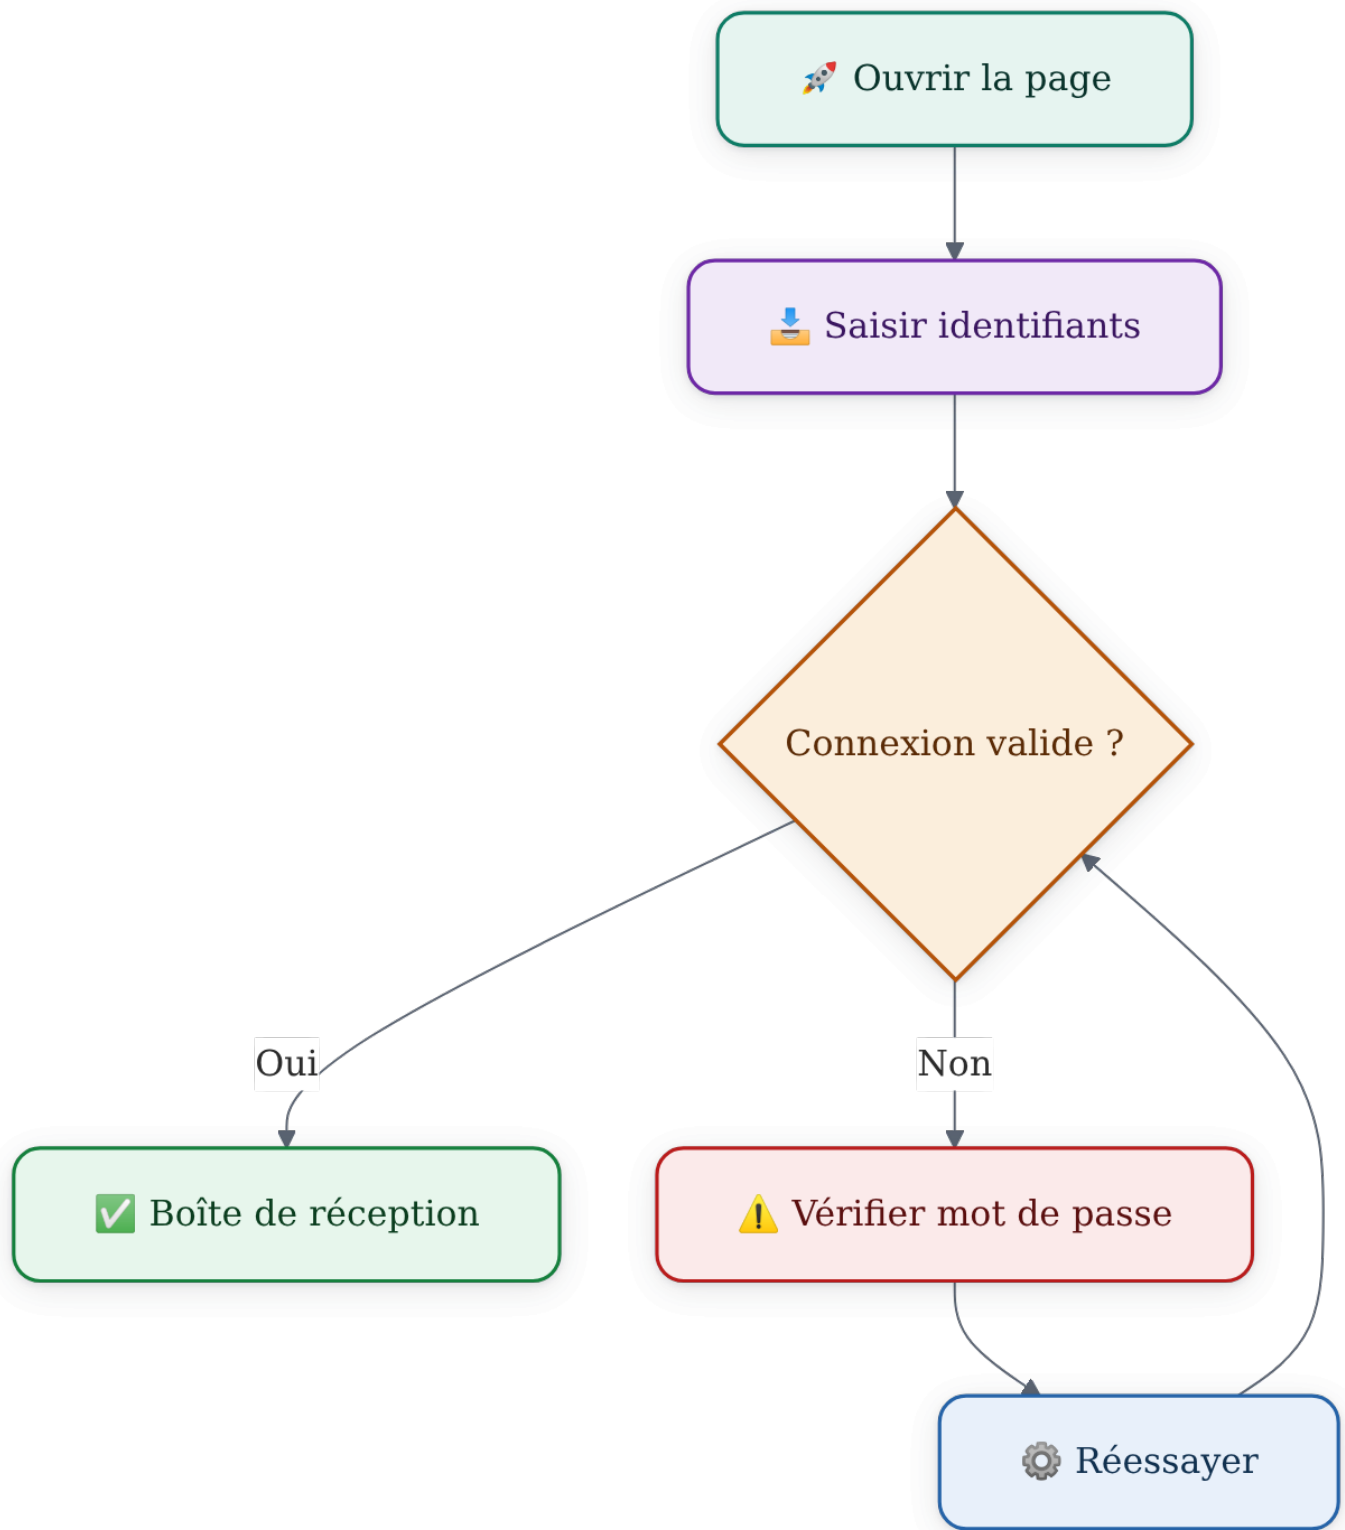 🚀 Ouvrir la page
📥 Saisir identifiants
Connexion valide ?
Oui
Non
✅ Boîte de réception
⚠️ Vérifier mot de passe
⚙️ Réessayer